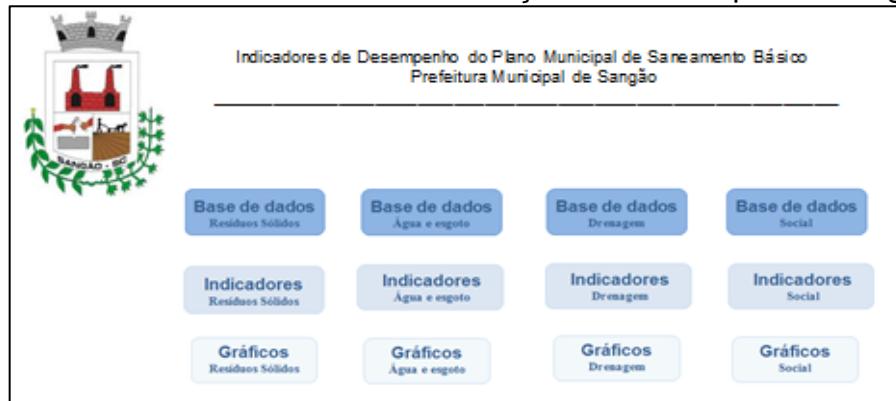 Indicadores de Desempenho do Plano Municipal de Saneamento Básico
Prefeitura Municipal de Sangão
SANGÃO - SC
Base de dados Base de dados Base de dados Base de dados
Resíduos Sólidos Água e esgoto Drenagem Social
Indicadores Indicadores Indicadores Indicadores
Resíduos Sólidos Água e esgoto Drenagem Social
Gráficos Gráficos Gráficos Gráficos
Resíduos Sólidos Água e esgoto Drenagem Social